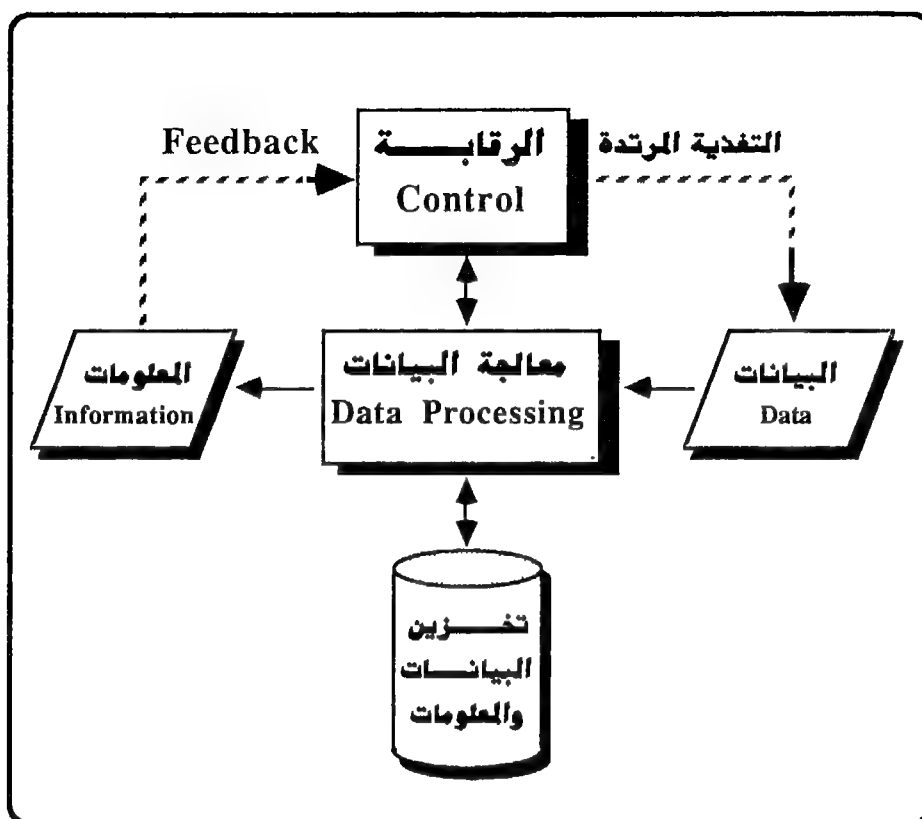 Feedback
الرقابة
Control
التغذية المرتدة
المعلومات
Information
معالجة البيانات
Data Processing
البيانات
Data
تخزين
البيانات
والمعلومات